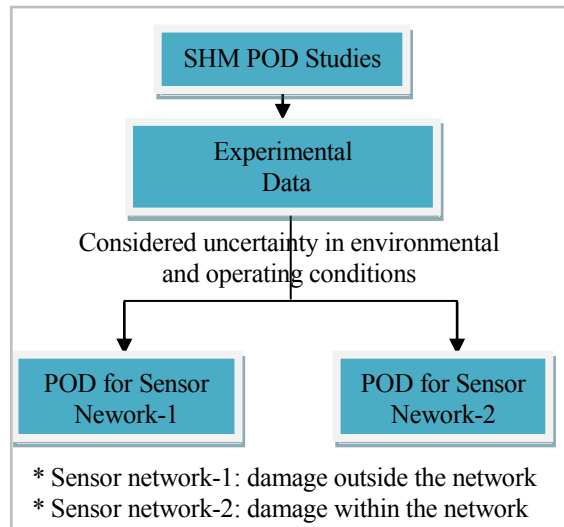 SHM POD Studies
Experimental
Data
Considered uncertainty in environmental
and operating conditions
POD for Sensor
Nework-1
POD for Sensor
Nework-2
* Sensor network-1: damage outside the network
* Sensor network-2: damage within the network